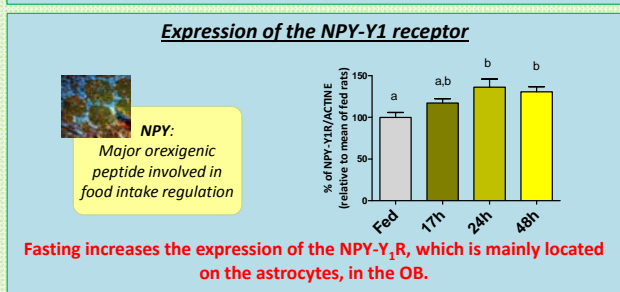 Expression of the NPY-Y1 receptor
NPY:
Major orexigenic
peptide involved in
food intake regulation
% of NPY-Y1R/ACTINE
(relative to mean of fed rats)
150
100
50
0
a
a,b
b
b
Fed
17h
24h
48h
Fasting increases the expression of the NPY-Y1R, which is mainly located
on the astrocytes, in the OB.